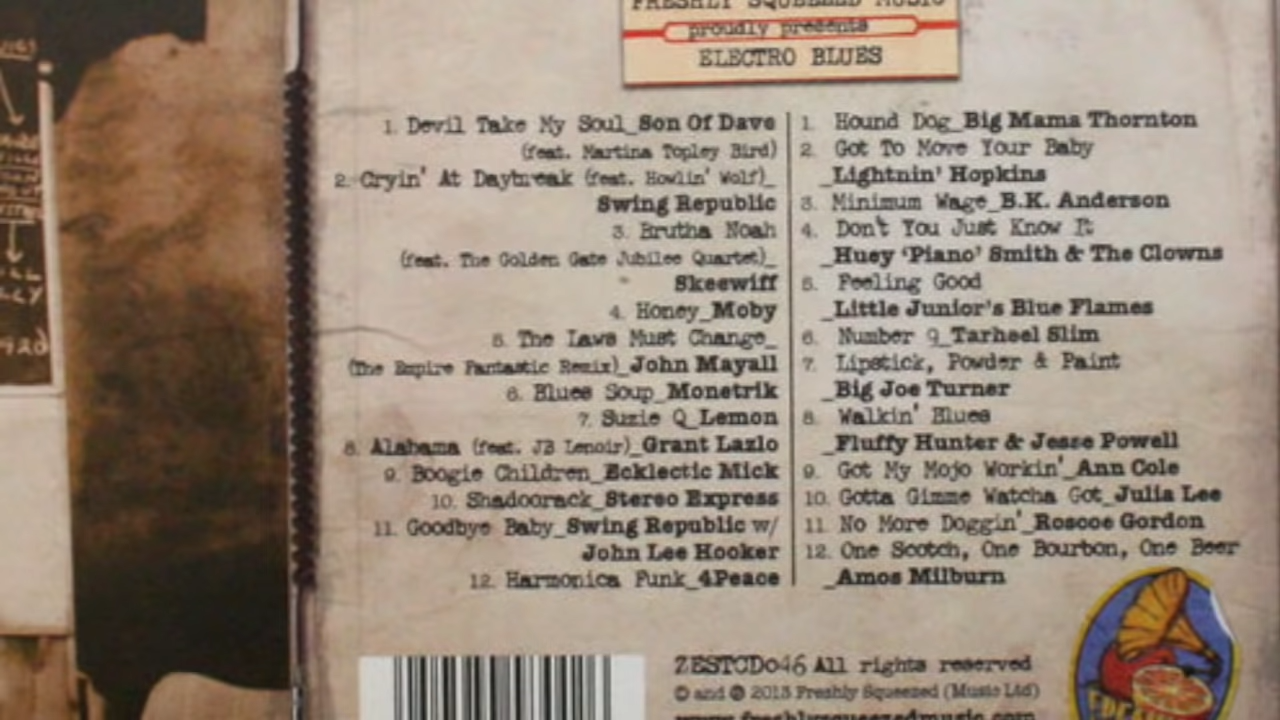 FRESHLY SQUEEZED MUSIC
proudly presents
ELECTRO BLUES
1. Devil Take My Soul_Son Of Dave
(feat. Martina Topley Bird)
2. Cryin' At Daybreak (feat. Howlin' Wolf)_
Swing Republic
3. Brutha Noah
(feat. The Golden Gate Jubilee Quartet)_
Skeewiff
4. Honey_Moby
5. The Laws Must Change_
(The Empire Fantastic Remix)_John Mayall
6. Blues Soup_Monetrik
7. Suzie Q_Lemon
8. Alabama (feat. JB Lenoir)_Grant Lazlo
9. Boogie Children_Ecklectic Mick
10. Shadoorack_Stereo Express
11. Goodbye Baby_Swing Republic w/
John Lee Hooker
12. Harmonica Funk_4Peace
1. Hound Dog_Big Mama Thornton
2. Got To Move Your Baby
_Lightnin' Hopkins
3. Minimum Wage_B.K. Anderson
4. Don't You Just Know It
_Huey ‘Piano’ Smith & The Clowns
5. Feeling Good
_Little Junior's Blue Flames
6. Number 9_Tarheel Slim
7. Lipstick, Powder & Paint
_Big Joe Turner
8. Walkin' Blues
_Fluffy Hunter & Jesse Powell
9. Got My Mojo Workin'_Ann Cole
10. Gotta Gimme Watcha Got_Julia Lee
11. No More Doggin'_Roscoe Gordon
12. One Scotch, One Bourbon, One Beer
_Amos Milburn
ZESTCD046 All rights reserved
© and ℗ 2013 Freshly Squeezed (Music Ltd)
www.freshlysqueezedmusic.com